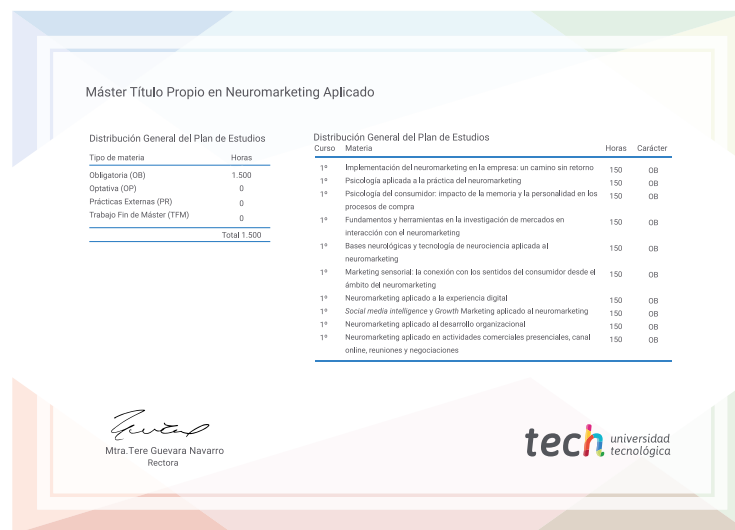 Máster Título Propio en Neuromarketing Aplicado
Distribución General del Plan de Estudios
Tipo de materia Horas
Obligatoria (OB) 1.500
Optativa (OP) 0
Prácticas Externas (PR) 0
Trabajo Fin de Máster (TFM) 0
Total 1.500
Distribución General del Plan de Estudios
Curso Materia Horas Carácter
1º Implementación del neuromarketing en la empresa: un camino sin retorno 150 OB
1º Psicología aplicada a la práctica del neuromarketing 150 OB
1º Psicología del consumidor: impacto de la memoria y la personalidad en los 150 OB
procesos de compra
1º Fundamentos y herramientas en la investigación de mercados en 150 OB
interacción con el neuromarketing
1º Bases neurológicas y tecnología de neurociencia aplicada al 150 OB
neuromarketing
1º Marketing sensorial: la conexión con los sentidos del consumidor desde el 150 OB
ámbito del neuromarketing
1º Neuromarketing aplicado a la experiencia digital 150 OB
1º Social media intelligence y Growth Marketing aplicado al neuromarketing 150 OB
1º Neuromarketing aplicado al desarrollo organizacional 150 OB
1º Neuromarketing aplicado en actividades comerciales presenciales, canal 150 OB
online, reuniones y negociaciones
Mtra.Tere Guevara Navarro
Rectora
tech universidad
tecnológica